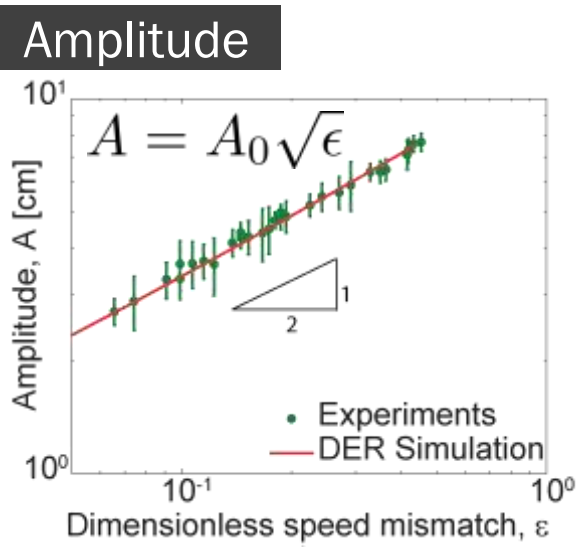 Amplitude
10¹
A = A₀√ϵ
Amplitude, A [cm]
1
2
Experiments
DER Simulation
10⁰
10⁻¹
10⁰
Dimensionless speed mismatch, ε